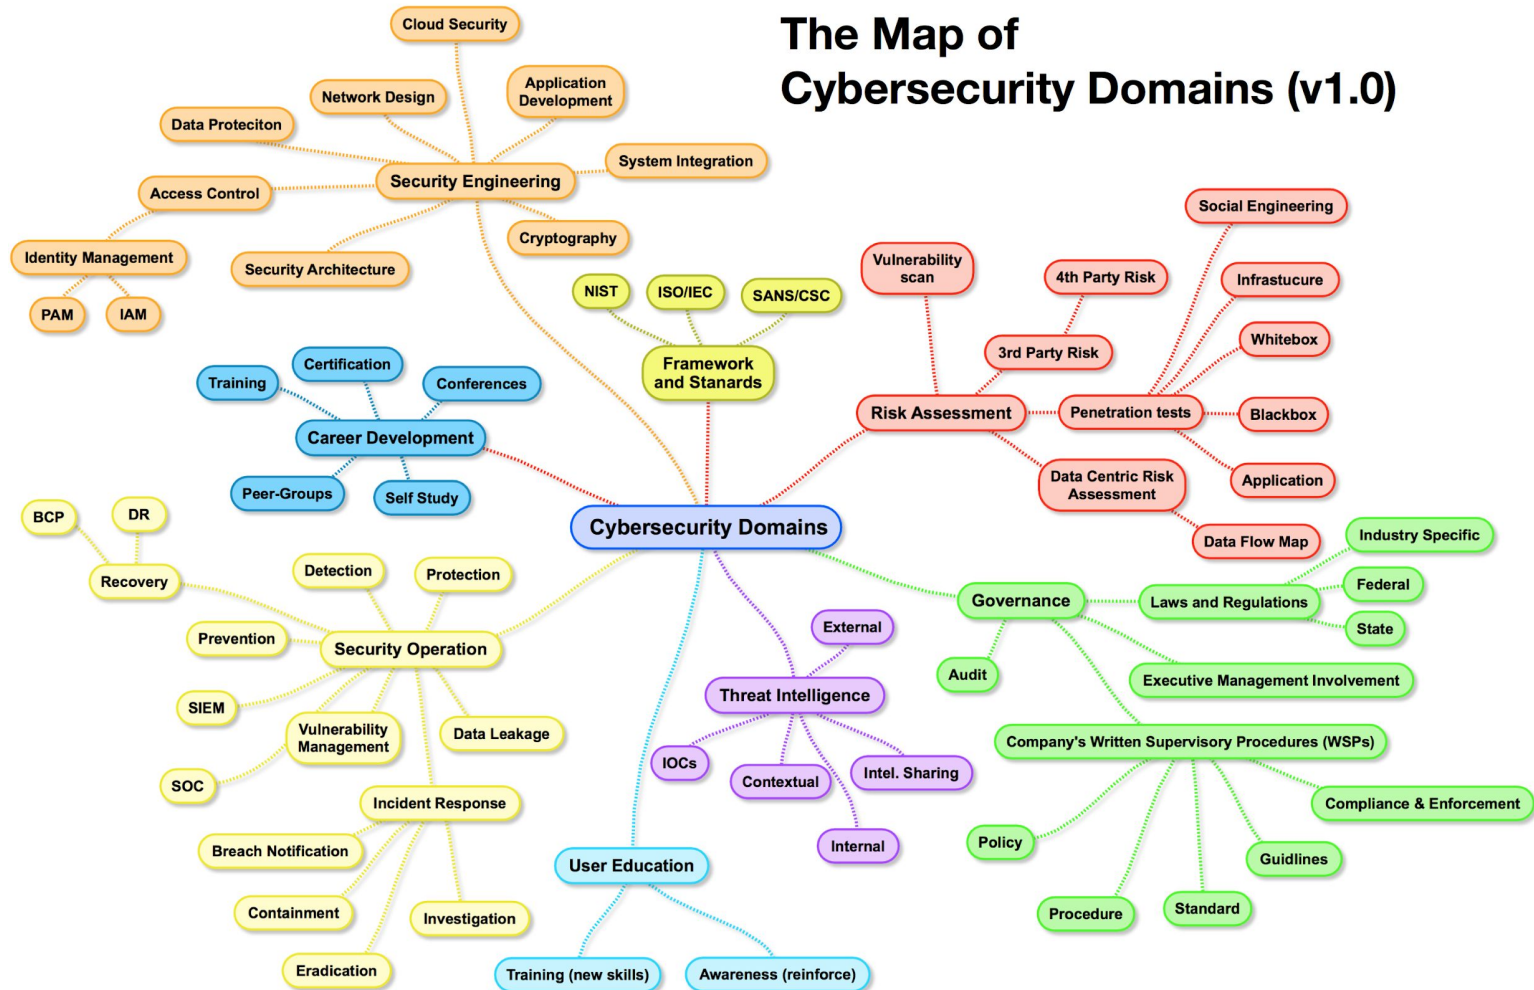 The Map of
Cybersecurity Domains (v1.0)
Cloud Security
Network Design
Application
Development
Data Proteciton
System Integration
Security Engineering
Access Control
Cryptography
Identity Management
Security Architecture
PAM
IAM
NIST
ISO/IEC
SANS/CSC
Framework
and Stanards
Social Engineering
Vulnerability
scan
4th Party Risk
Infrastucure
3rd Party Risk
Whitebox
Risk Assessment
Penetration tests
Blackbox
Data Centric Risk
Assessment
Application
Data Flow Map
Certification
Training
Conferences
Career Development
Peer-Groups
Self Study
Cybersecurity Domains
BCP
DR
Recovery
Detection
Protection
Prevention
Security Operation
SIEM
Vulnerability
Management
Data Leakage
SOC
Incident Response
Breach Notification
Containment
Investigation
Eradication
External
Threat Intelligence
IOCs
Contextual
Intel. Sharing
Internal
User Education
Training (new skills)
Awareness (reinforce)
Industry Specific
Governance
Laws and Regulations
Federal
State
Audit
Executive Management Involvement
Company's Written Supervisory Procedures (WSPs)
Compliance & Enforcement
Policy
Guidlines
Procedure
Standard